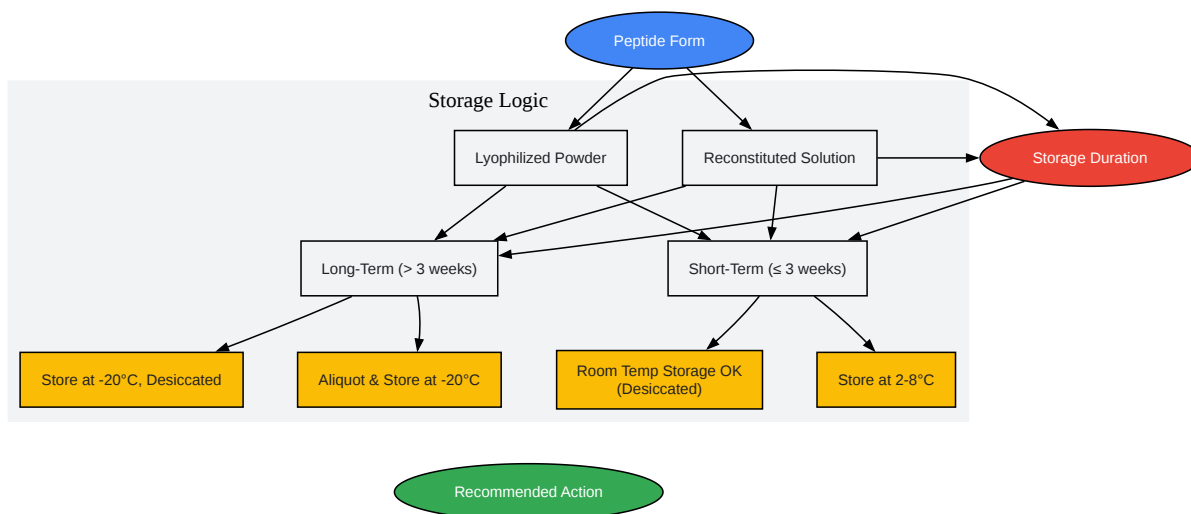 Peptide Form
Storage Logic
Lyophilized Powder
Reconstituted Solution
Storage Duration
Long-Term (> 3 weeks)
Short-Term (≤ 3 weeks)
Store at -20°C, Desiccated
Aliquot & Store at -20°C
Room Temp Storage OK
(Desiccated)
Store at 2-8°C
Recommended Action